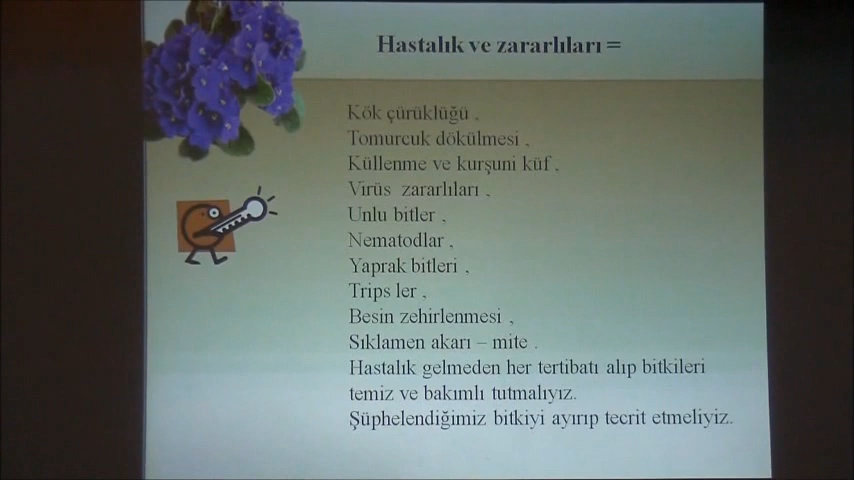 Hastalık ve zararlıları =
Kök çürüklüğü ,
Tomurcuk dökülmesi ,
Küllenme ve kurşuni küf ,
Virüs zararlıları ,
Unlu bitler ,
Nematodlar ,
Yaprak bitleri ,
Trips ler ,
Besin zehirlenmesi ,
Sıklamen akarı – mite .
Hastalık gelmeden her tertibatı alıp bitkileri
temiz ve bakımlı tutmalıyız.
Şüphelendiğimiz bitkiyi ayırıp tecrit etmeliyiz.